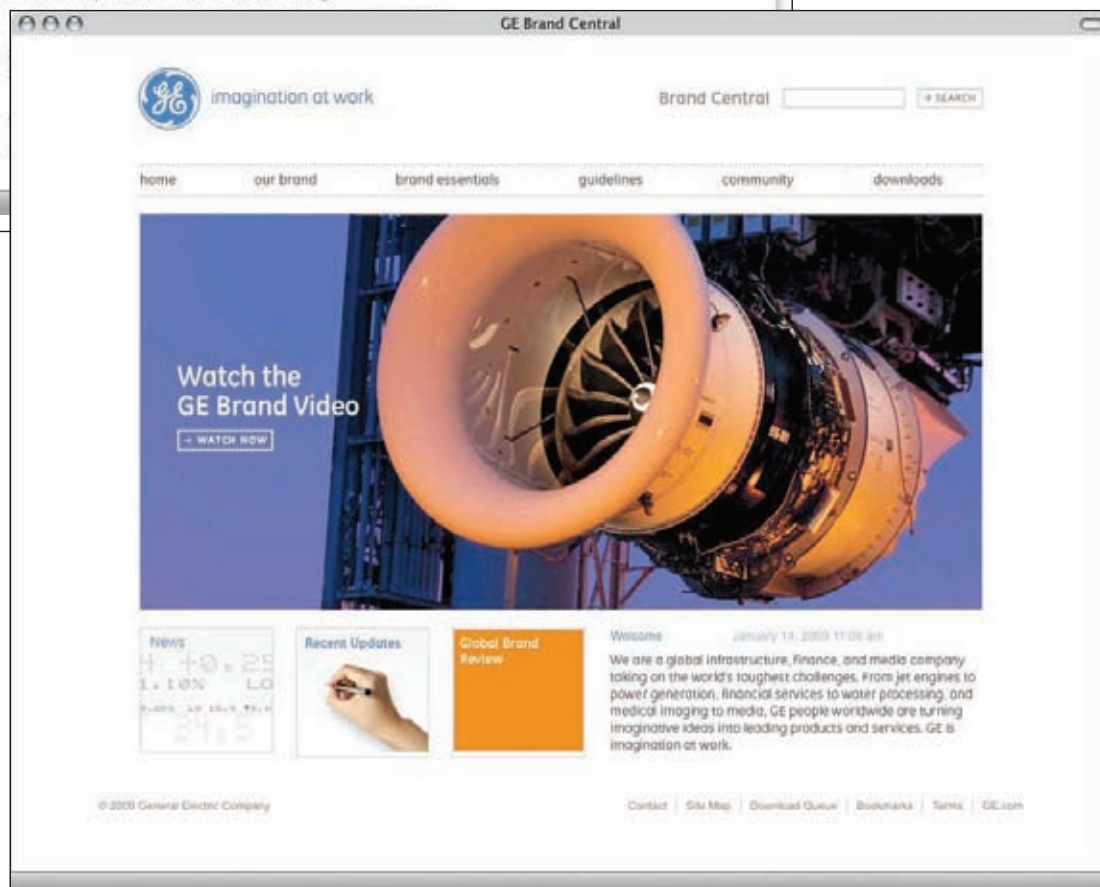 GE Brand Central
GE imagination at work
Brand Central → SEARCH
home our brand brand essentials guidelines community downloads
Watch the
GE Brand Video
→ WATCH NOW
News
1.10% LO
Recent Updates
Global Brand
Review
Welcome January 14, 2009 11:09 am
We are a global infrastructure, finance, and media company
taking on the world's toughest challenges. From jet engines to
power generation, financial services to water processing, and
medical imaging to media, GE people worldwide are turning
imaginative ideas into leading products and services. GE is
imagination at work.
© 2009 General Electric Company
Contact | Site Map | Download Queue | Bookmarks | Terms | GE.com